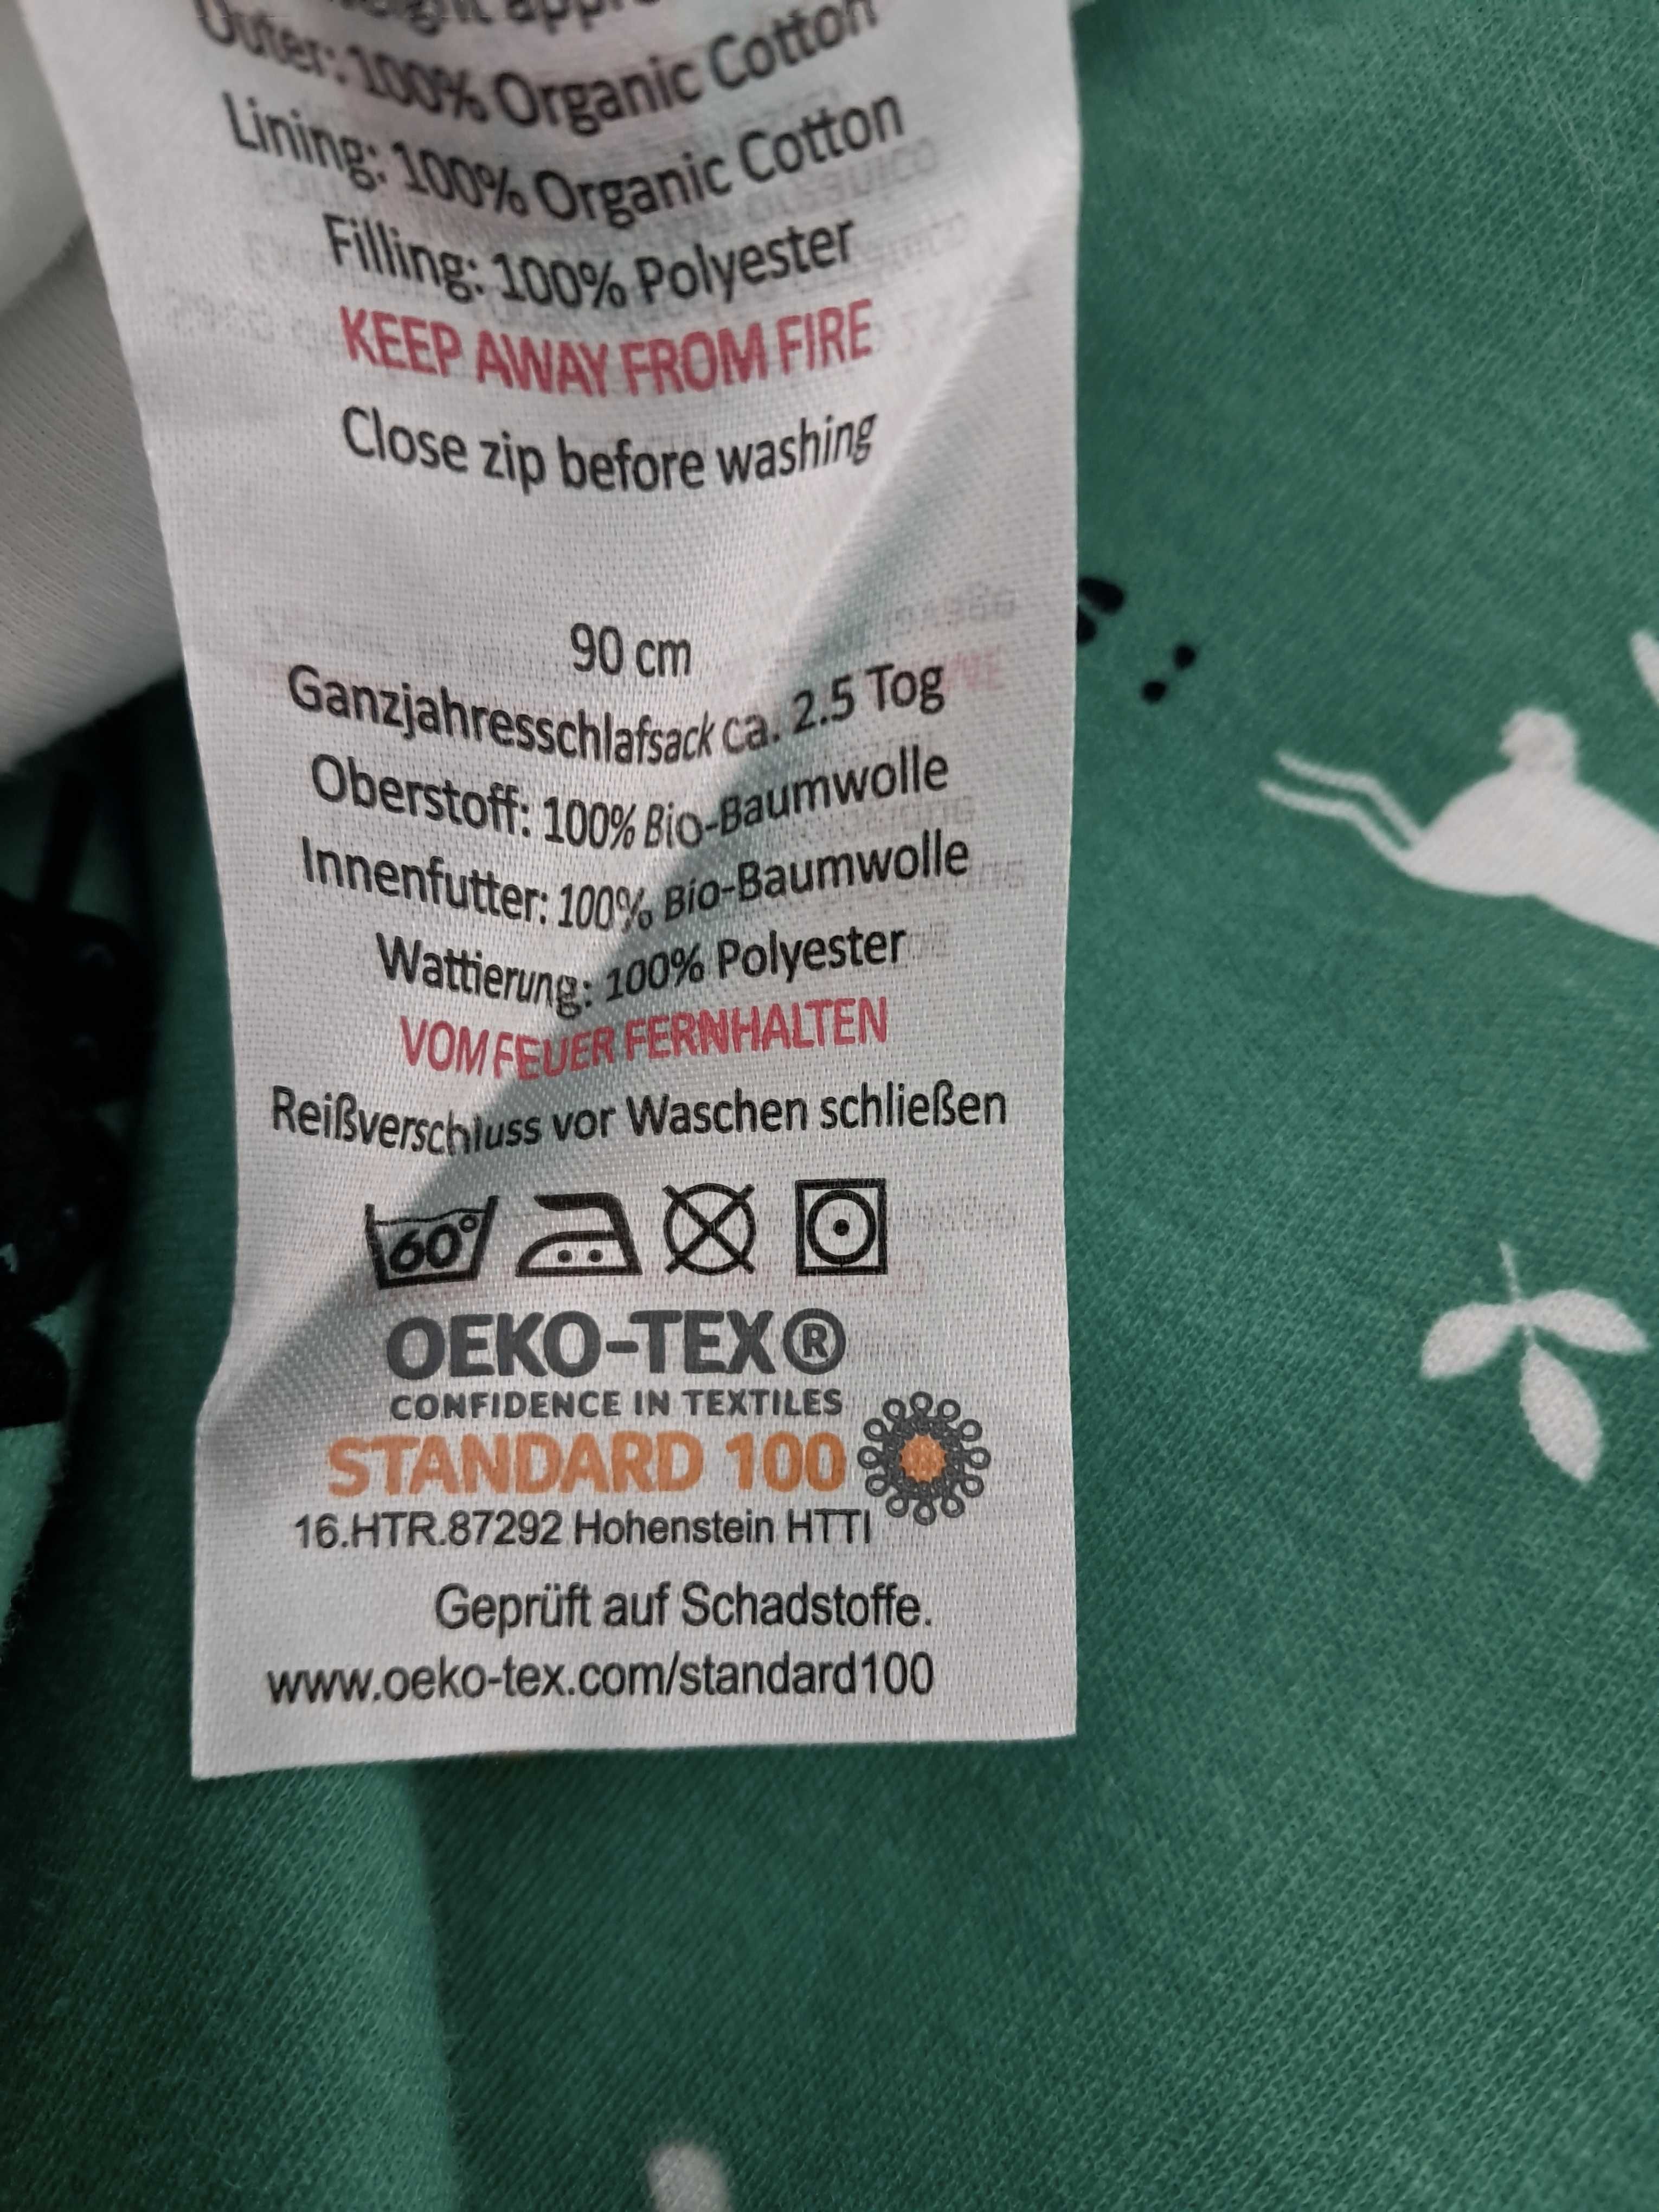 Outer: 100% Organic Cotton
Lining: 100% Organic Cotton
Filling: 100% Polyester
KEEP AWAY FROM FIRE
Close zip before washing
90 cm
Ganzjahresschlafsack ca. 2.5 Tog
Oberstoff: 100% Bio-Baumwolle
Innenfutter: 100% Bio-Baumwolle
Wattierung: 100% Polyester
VOM FEUER FERNHALTEN
Reißverschluss vor Waschen schließen
60°
OEKO-TEX®
CONFIDENCE IN TEXTILES
STANDARD 100
16.HTR.87292 Hohenstein HTTI
Geprüft auf Schadstoffe.
www.oeko-tex.com/standard100